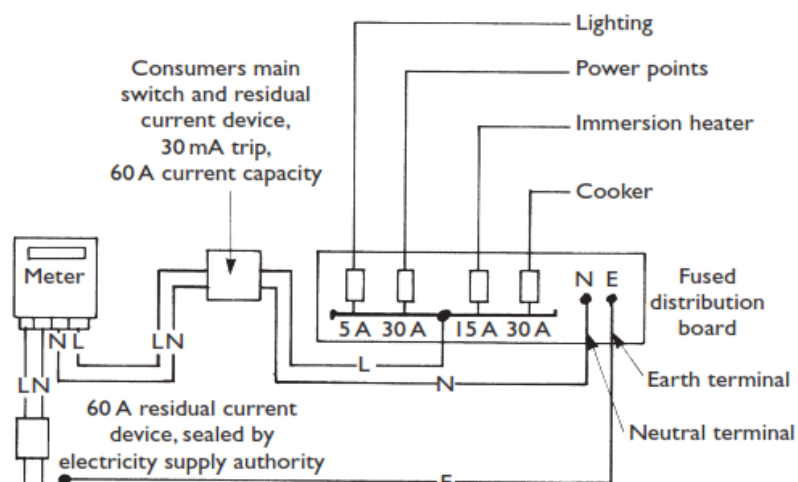 Lighting
Power points
Immersion heater
Cooker
Consumers main
switch and residual
current device,
30 mA trip,
60 A current capacity
Meter
N L
L N
L N
5 A 30 A 15 A 30 A
N E
Fused
distribution
board
L
N
Earth terminal
Neutral terminal
60 A residual current
device, sealed by
electricity supply authority
E